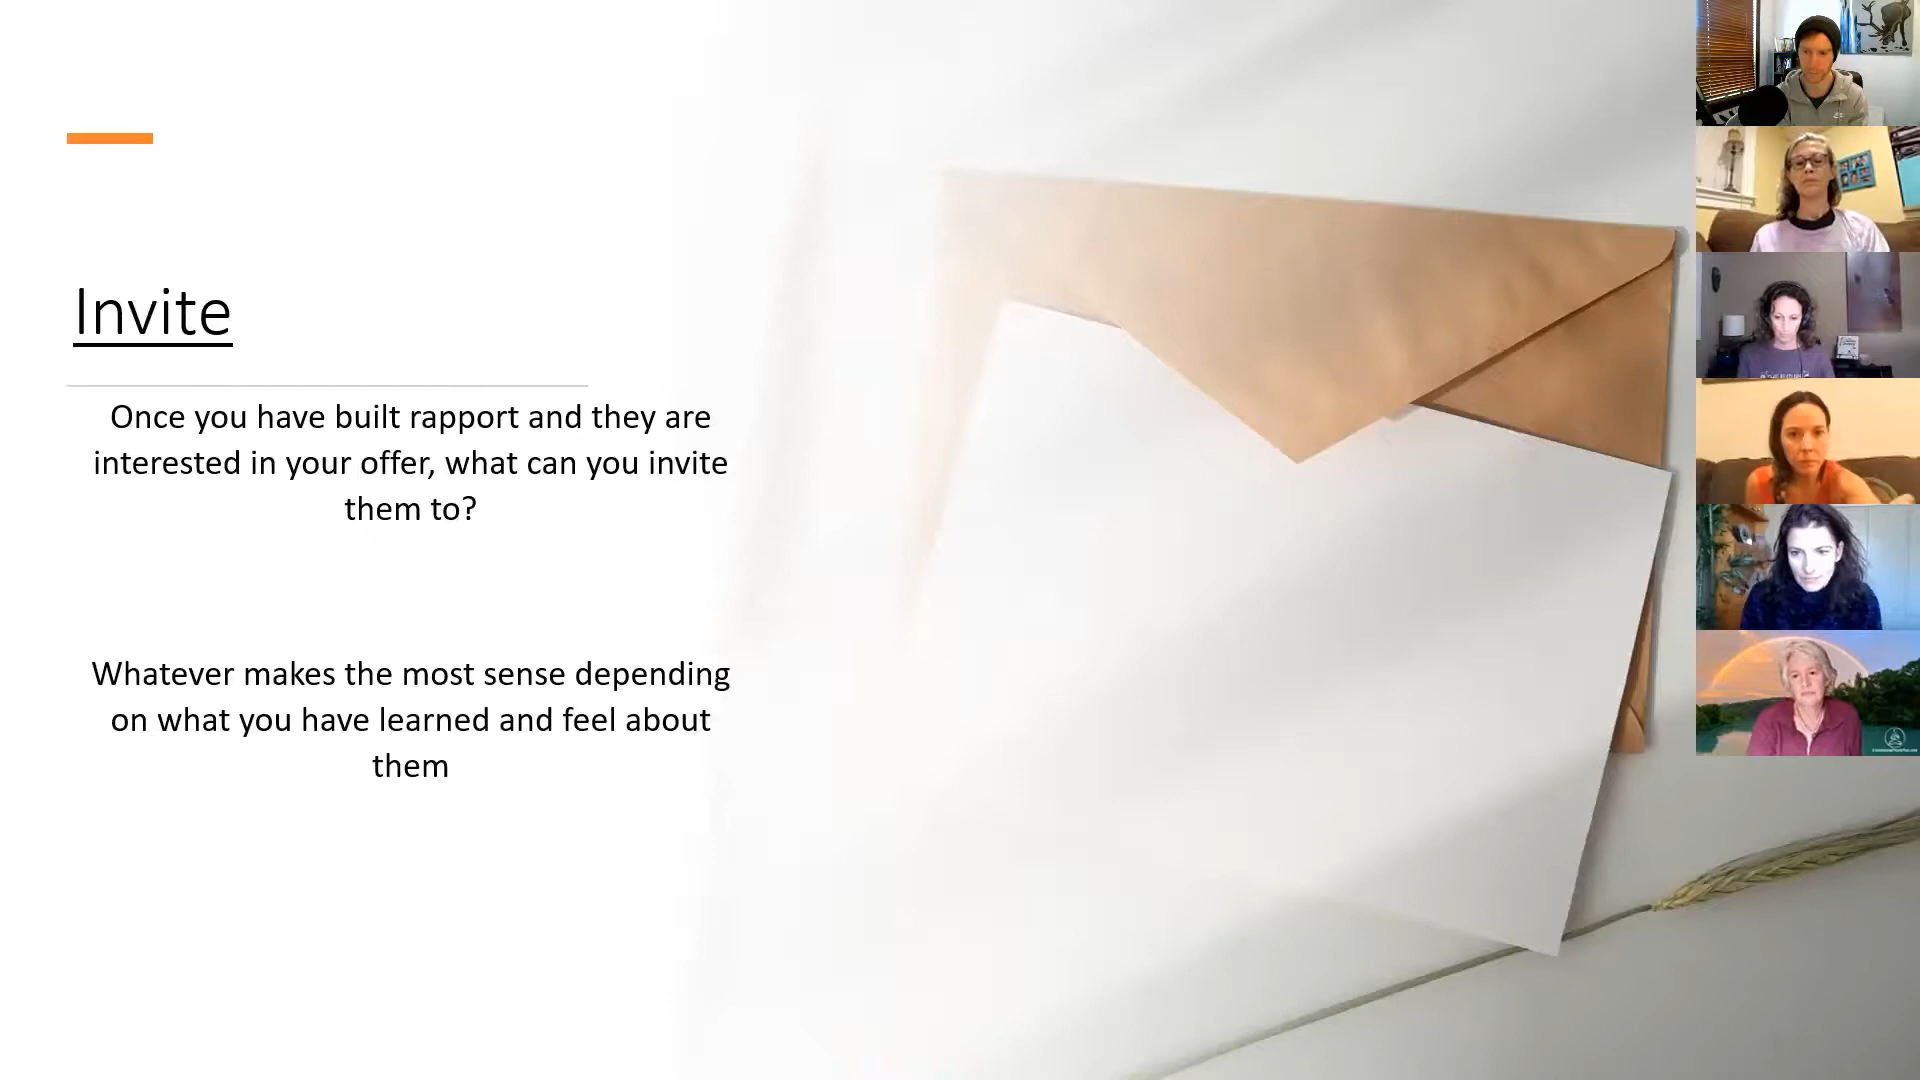 Invite
Once you have built rapport and they are
interested in your offer, what can you invite
them to?
Whatever makes the most sense depending
on what you have learned and feel about
them